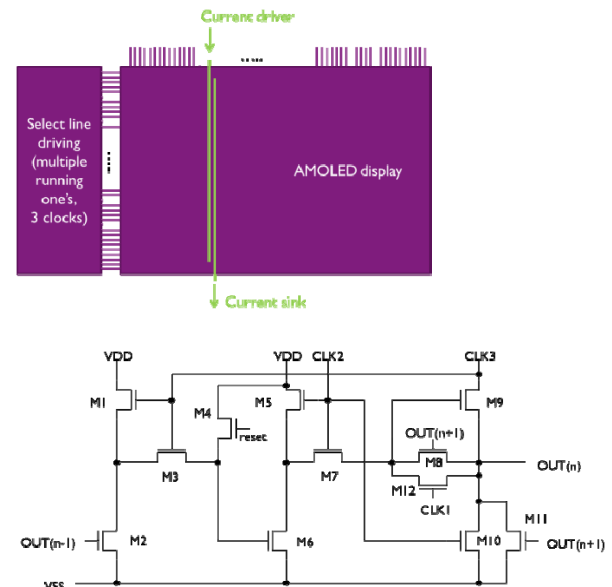 Current driver
Select line
driving
(multiple
running
one's,
3 clocks)
AMOLED display
Current sink
VDD
VDD
CLK2
CLK3
M1
M4
M5
M9
reset
OUT(n+1)
M3
M7
M8
OUT(n)
M12
CLK1
M11
OUT(n-1)
M2
M6
M10
OUT(n+1)
VSS